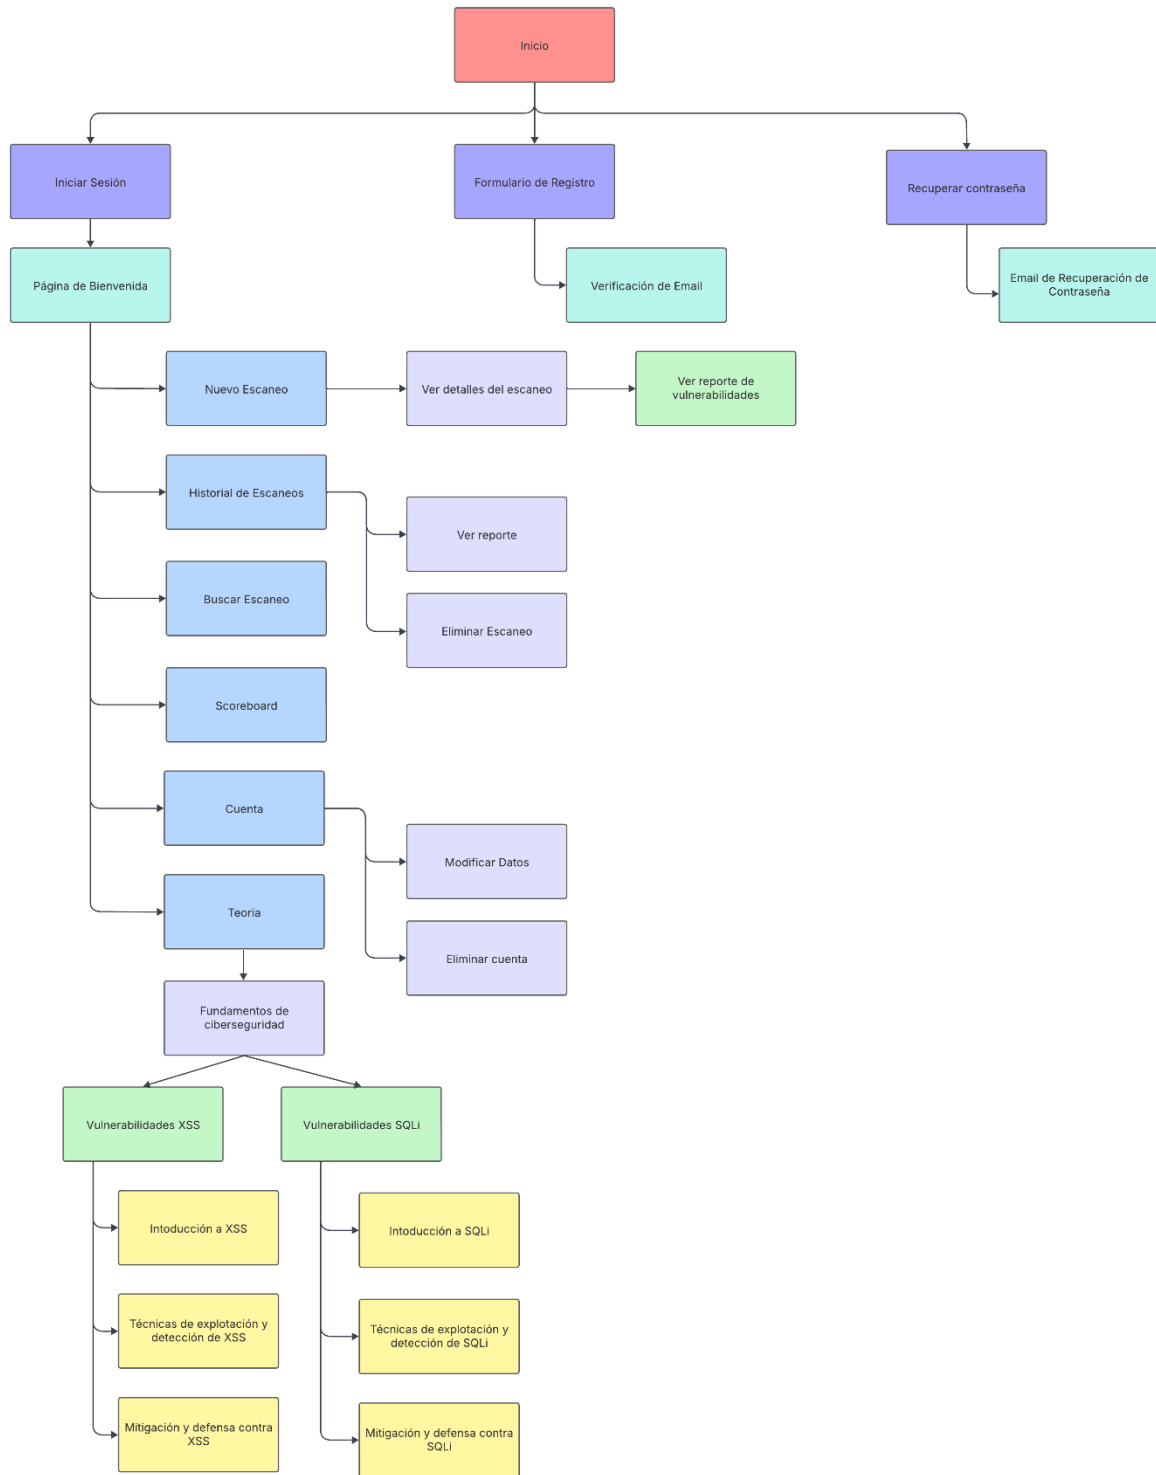 Inicio
Iniciar Sesión
Formulario de Registro
Recuperar contraseña
Página de Bienvenida
Verificación de Email
Email de Recuperación de
Contraseña
Nuevo Escaneo
Ver detalles del escaneo
Ver reporte de
vulnerabilidades
Historial de Escaneos
Ver reporte
Buscar Escaneo
Eliminar Escaneo
Scoreboard
Cuenta
Modificar Datos
Teoria
Eliminar cuenta
Fundamentos de
ciberseguridad
Vulnerabilidades XSS
Vulnerabilidades SQLi
Intoducción a XSS
Intoducción a SQLi
Técnicas de explotación y
detección de XSS
Técnicas de explotación y
detección de SQLi
Mitigación y defensa contra
XSS
Mitigación y defensa contra
SQLi